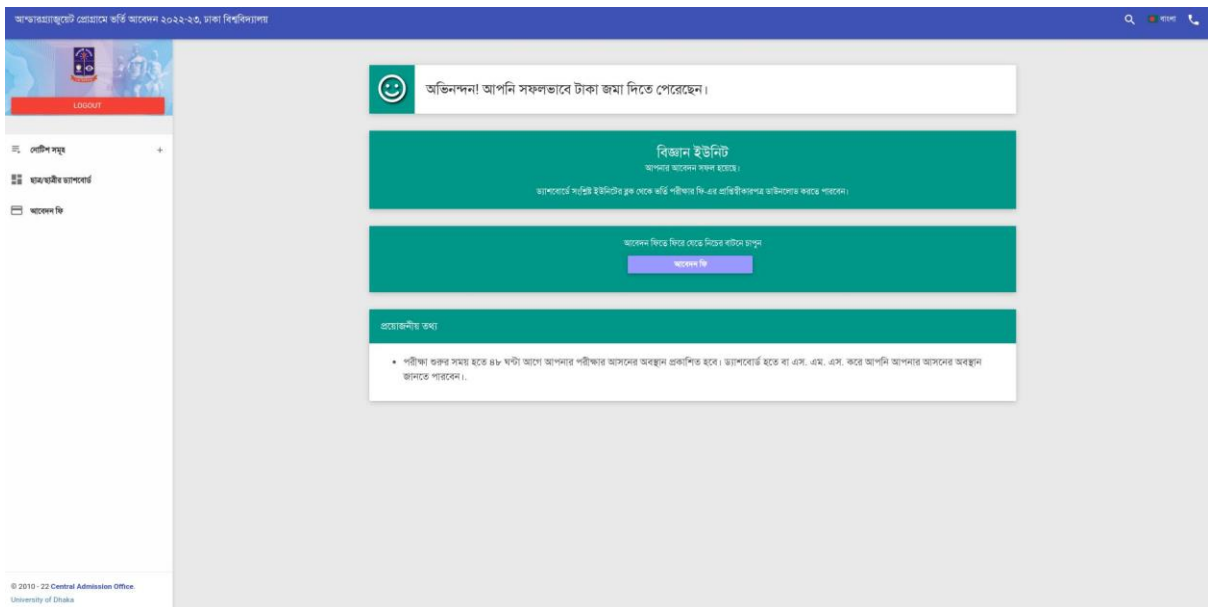 আন্ডারগ্র্যাজুয়েট প্রোগ্রামে ভর্তি আবেদন ২০২২-২৩, ঢাকা বিশ্ববিদ্যালয়
বাংলা
LOGOUT
নোটিশ সমূহ +
ছাত্র/ছাত্রীর ড্যাশবোর্ড
আবেদন ফি
অভিনন্দন! আপনি সফলভাবে টাকা জমা দিতে পেরেছেন।
বিজ্ঞান ইউনিট
আপনার আবেদন সফল হয়েছে।
ড্যাশবোর্ডে সংশ্লিষ্ট ইউনিটের ব্লক থেকে ভর্তি পরীক্ষার ফি-এর প্রাপ্তিস্বীকারপত্র ডাউনলোড করতে পারবেন।
আবেদন ফিতে ফিরে যেতে নিচের বাটনে চাপুন
আবেদন ফি
প্রয়োজনীয় তথ্য
• পরীক্ষা শুরুর সময় হতে ৪৮ ঘন্টা আগে আপনার পরীক্ষার আসনের অবস্থান প্রকাশিত হবে। ড্যাশবোর্ড হতে বা এস. এম. এস. করে আপনি আপনার আসনের অবস্থান
জানতে পারবেন।.
© 2010 - 22 Central Admission Office
University of Dhaka